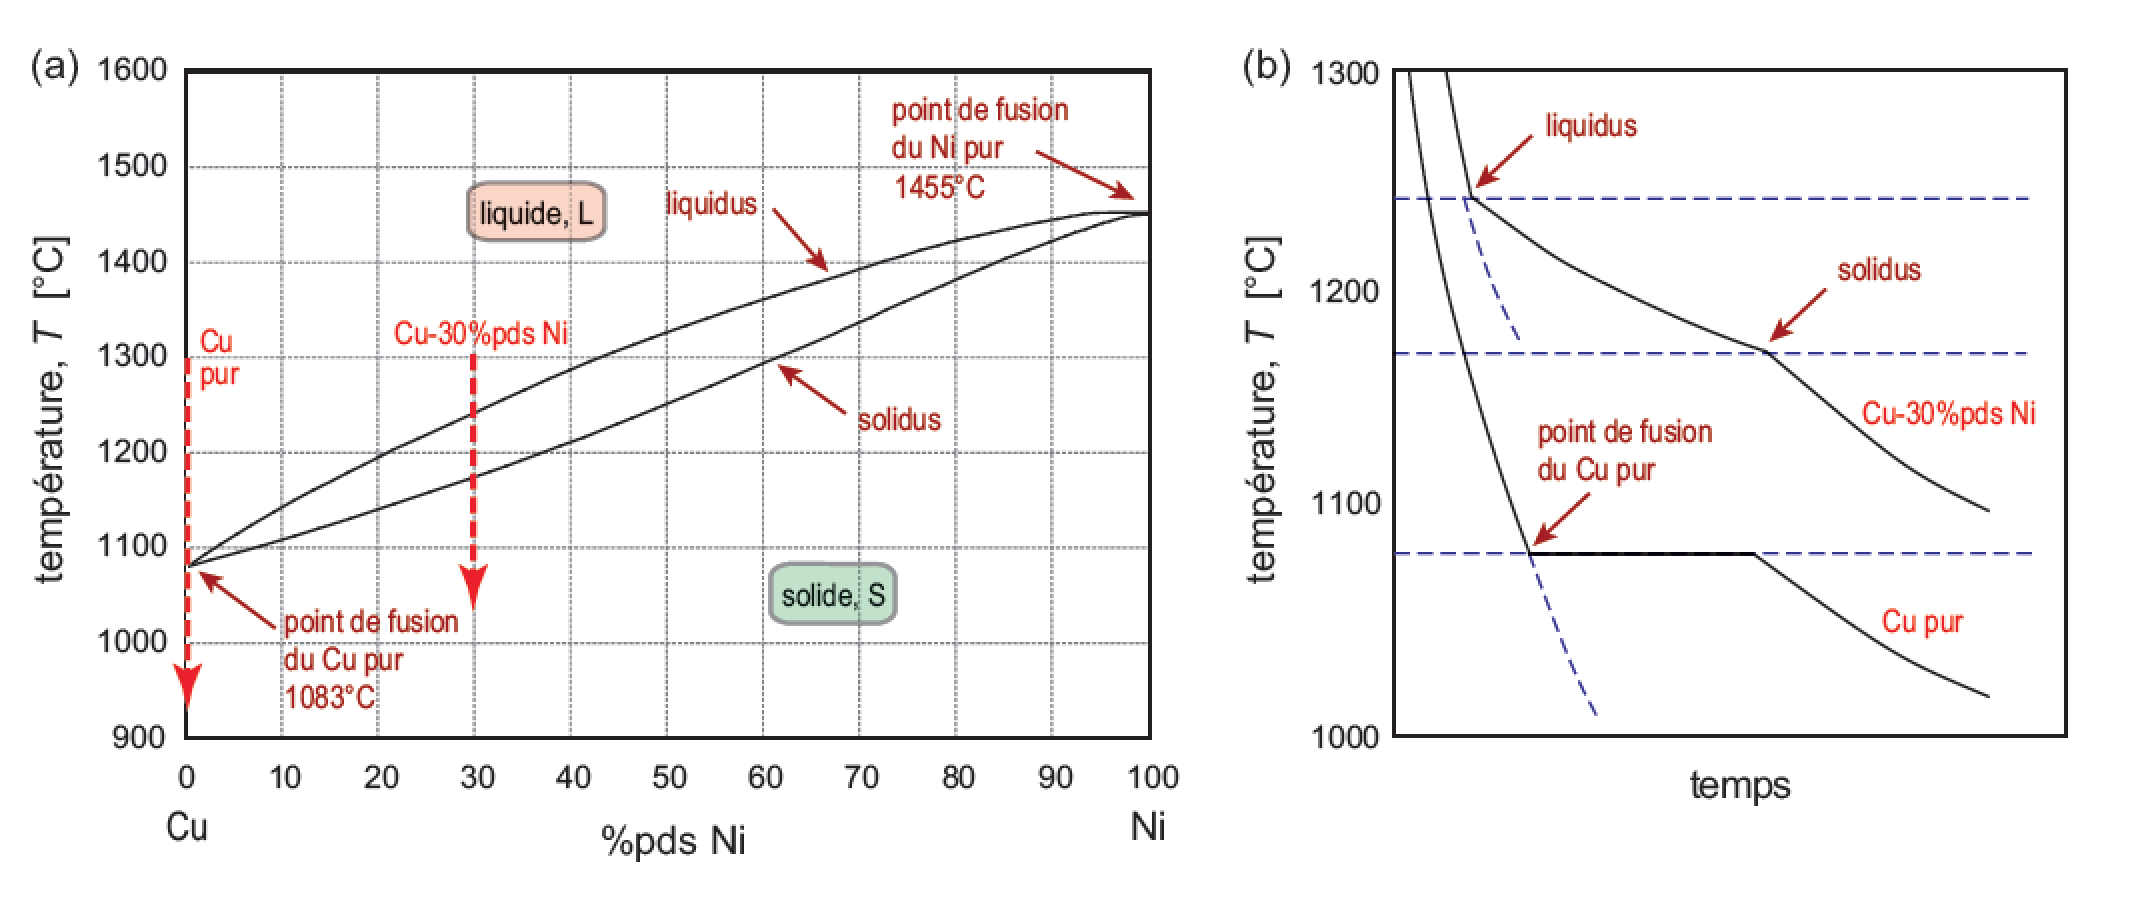 (a)
1600
1500
1400
1300
1200
1100
1000
900
température, T [°C]
point de fusion
du Ni pur
1455°C
liquide, L
liquidus
Cu
pur
Cu-30%pds Ni
solidus
solide, S
point de fusion
du Cu pur
1083°C
0 10 20 30 40 50 60 70 80 90 100
Cu
%pds Ni
Ni
(b)
1300
1200
1100
1000
température, T [°C]
liquidus
solidus
Cu-30%pds Ni
point de fusion
du Cu pur
Cu pur
temps